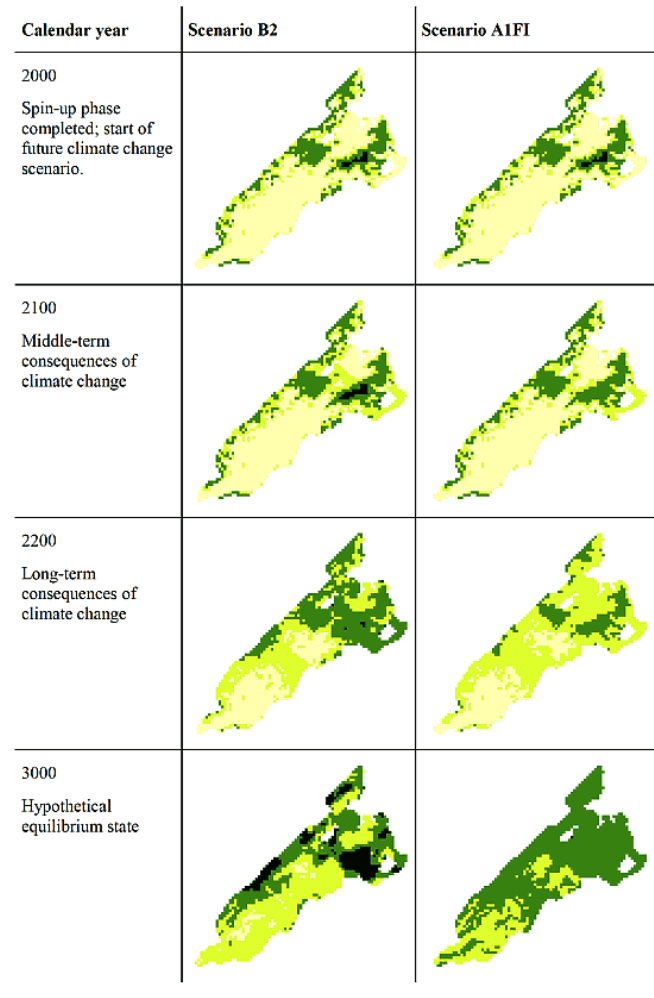 Calendar year
Scenario B2
Scenario A1FI
2000
Spin-up phase
completed; start of
future climate change
scenario.
2100
Middle-term
consequences of
climate change
2200
Long-term
consequences of
climate change
3000
Hypothetical
equilibrium state